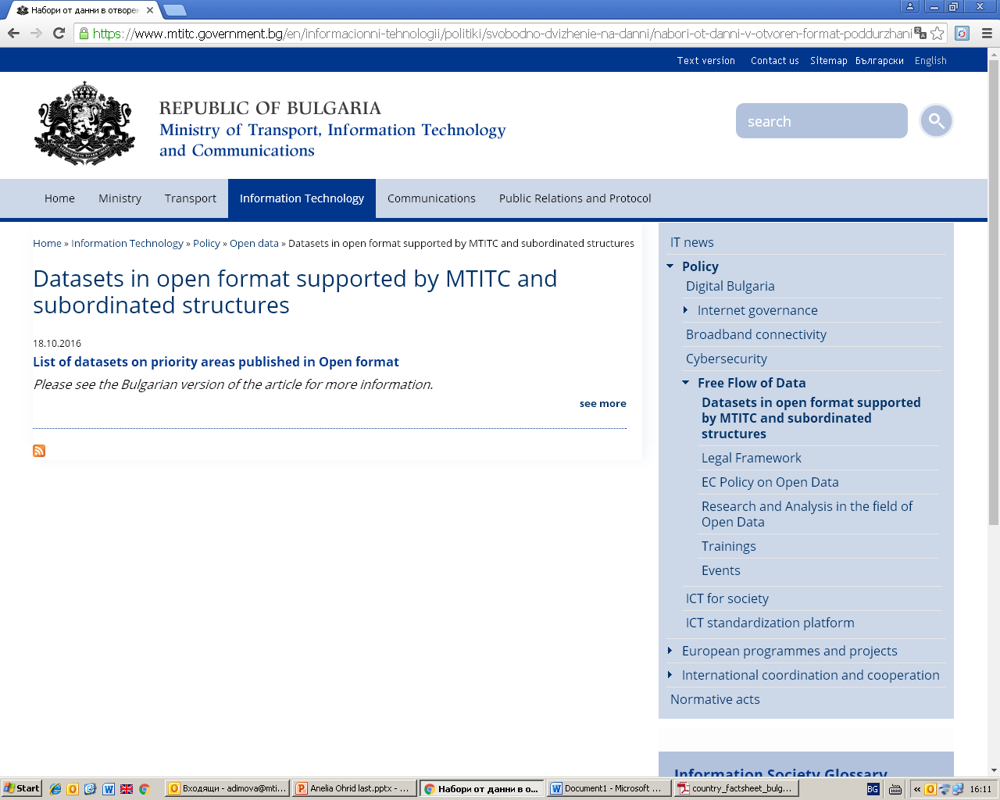 Набори от данни в отворен
https://www.mtitc.government.bg/en/informacionni-tehnologii/politiki/svobodno-dvizhenie-na-danni/nabori-ot-danni-v-otvoren-format-poddurzhani
Text version Contact us Sitemap Български English
REPUBLIC OF BULGARIA
Ministry of Transport, Information Technology
and Communications
search
Home Ministry Transport Information Technology Communications Public Relations and Protocol
Home » Information Technology » Policy » Open data » Datasets in open format supported by MTITC and subordinated structures
Datasets in open format supported by MTITC and
subordinated structures
18.10.2016
List of datasets on priority areas published in Open format
Please see the Bulgarian version of the article for more information.
see more
IT news
Policy
Digital Bulgaria
Internet governance
Broadband connectivity
Cybersecurity
Free Flow of Data
Datasets in open format supported
by MTITC and subordinated
structures
Legal Framework
EC Policy on Open Data
Research and Analysis in the field of
Open Data
Trainings
Events
ICT for society
ICT standardization platform
European programmes and projects
International coordination and cooperation
Normative acts
Information Society Glossary
Start Входящи - adimova@mti... Anelia Ohrid last.pptx - ... Набори от данни в о... Document1 - Microsoft ... country_factsheet_bulg... BG « 16:11